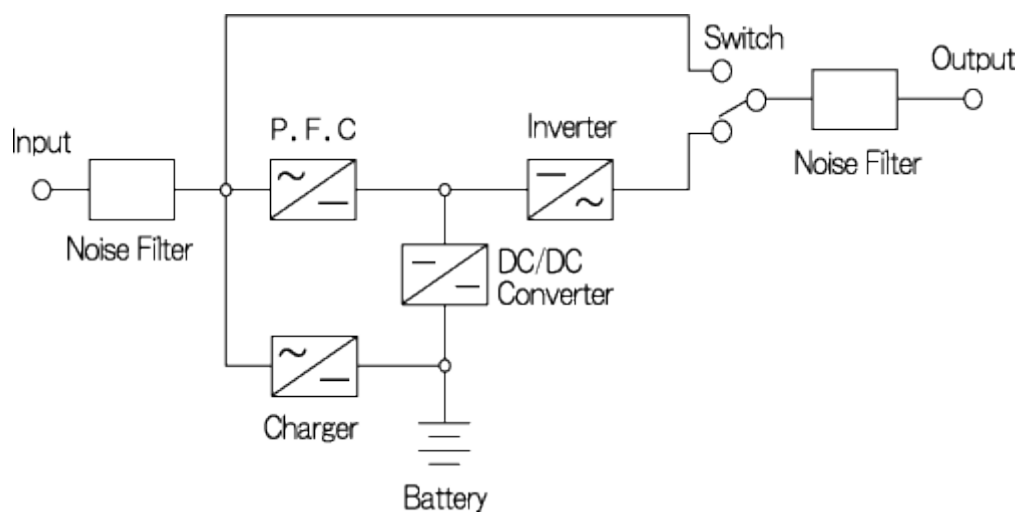 Switch
Output
P.F.C
Inverter
Input
Noise Filter
Noise Filter
DC/DC
Converter
Charger
Battery